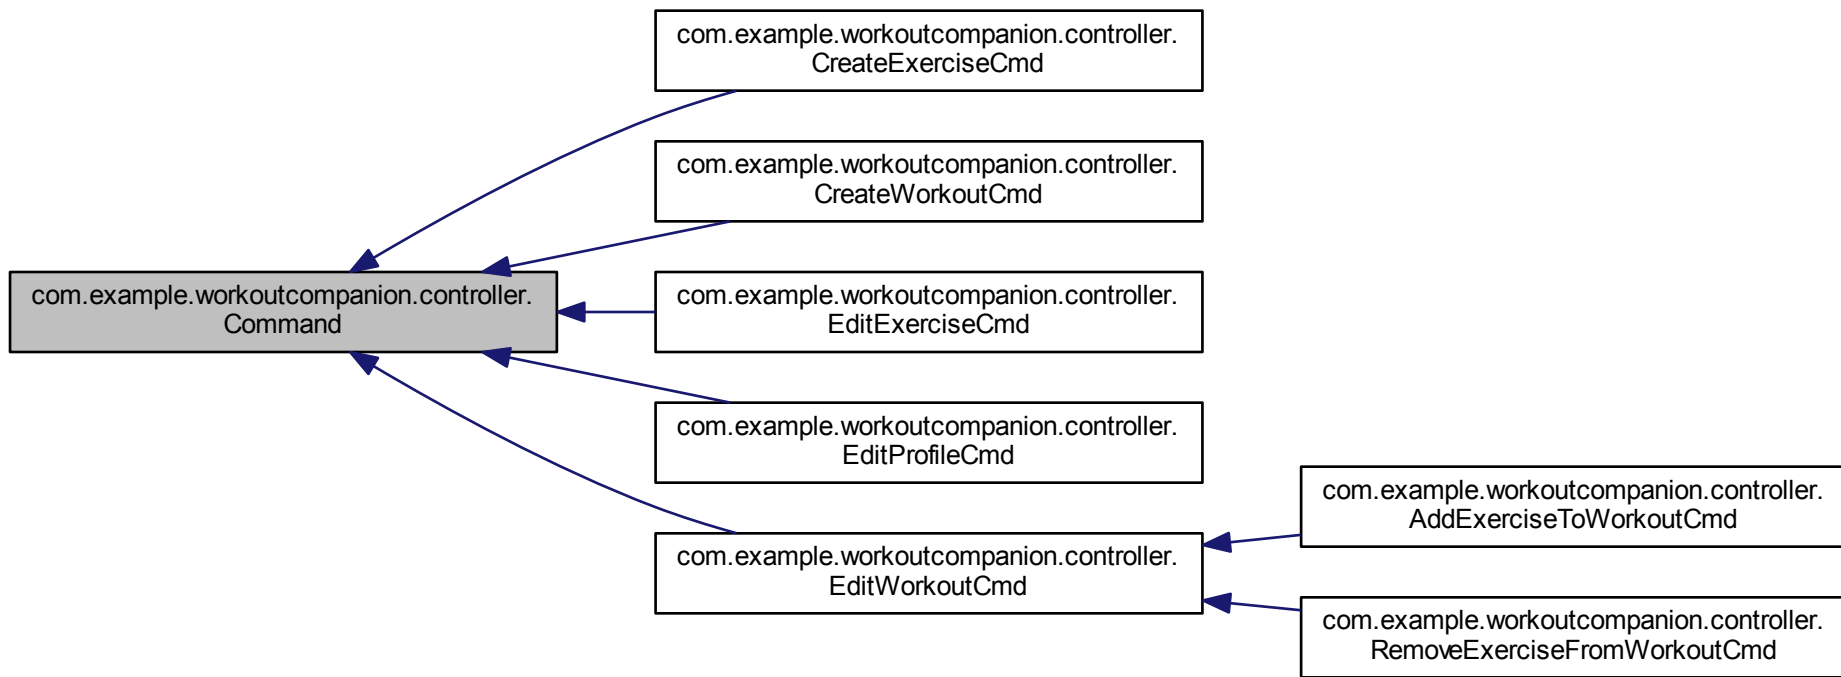 com.example.workoutcompanion.controller.
CreateExerciseCmd
com.example.workoutcompanion.controller.
CreateWorkoutCmd
com.example.workoutcompanion.controller.
Command
com.example.workoutcompanion.controller.
EditExerciseCmd
com.example.workoutcompanion.controller.
EditProfileCmd
com.example.workoutcompanion.controller.
EditWorkoutCmd
com.example.workoutcompanion.controller.
AddExerciseToWorkoutCmd
com.example.workoutcompanion.controller.
RemoveExerciseFromWorkoutCmd